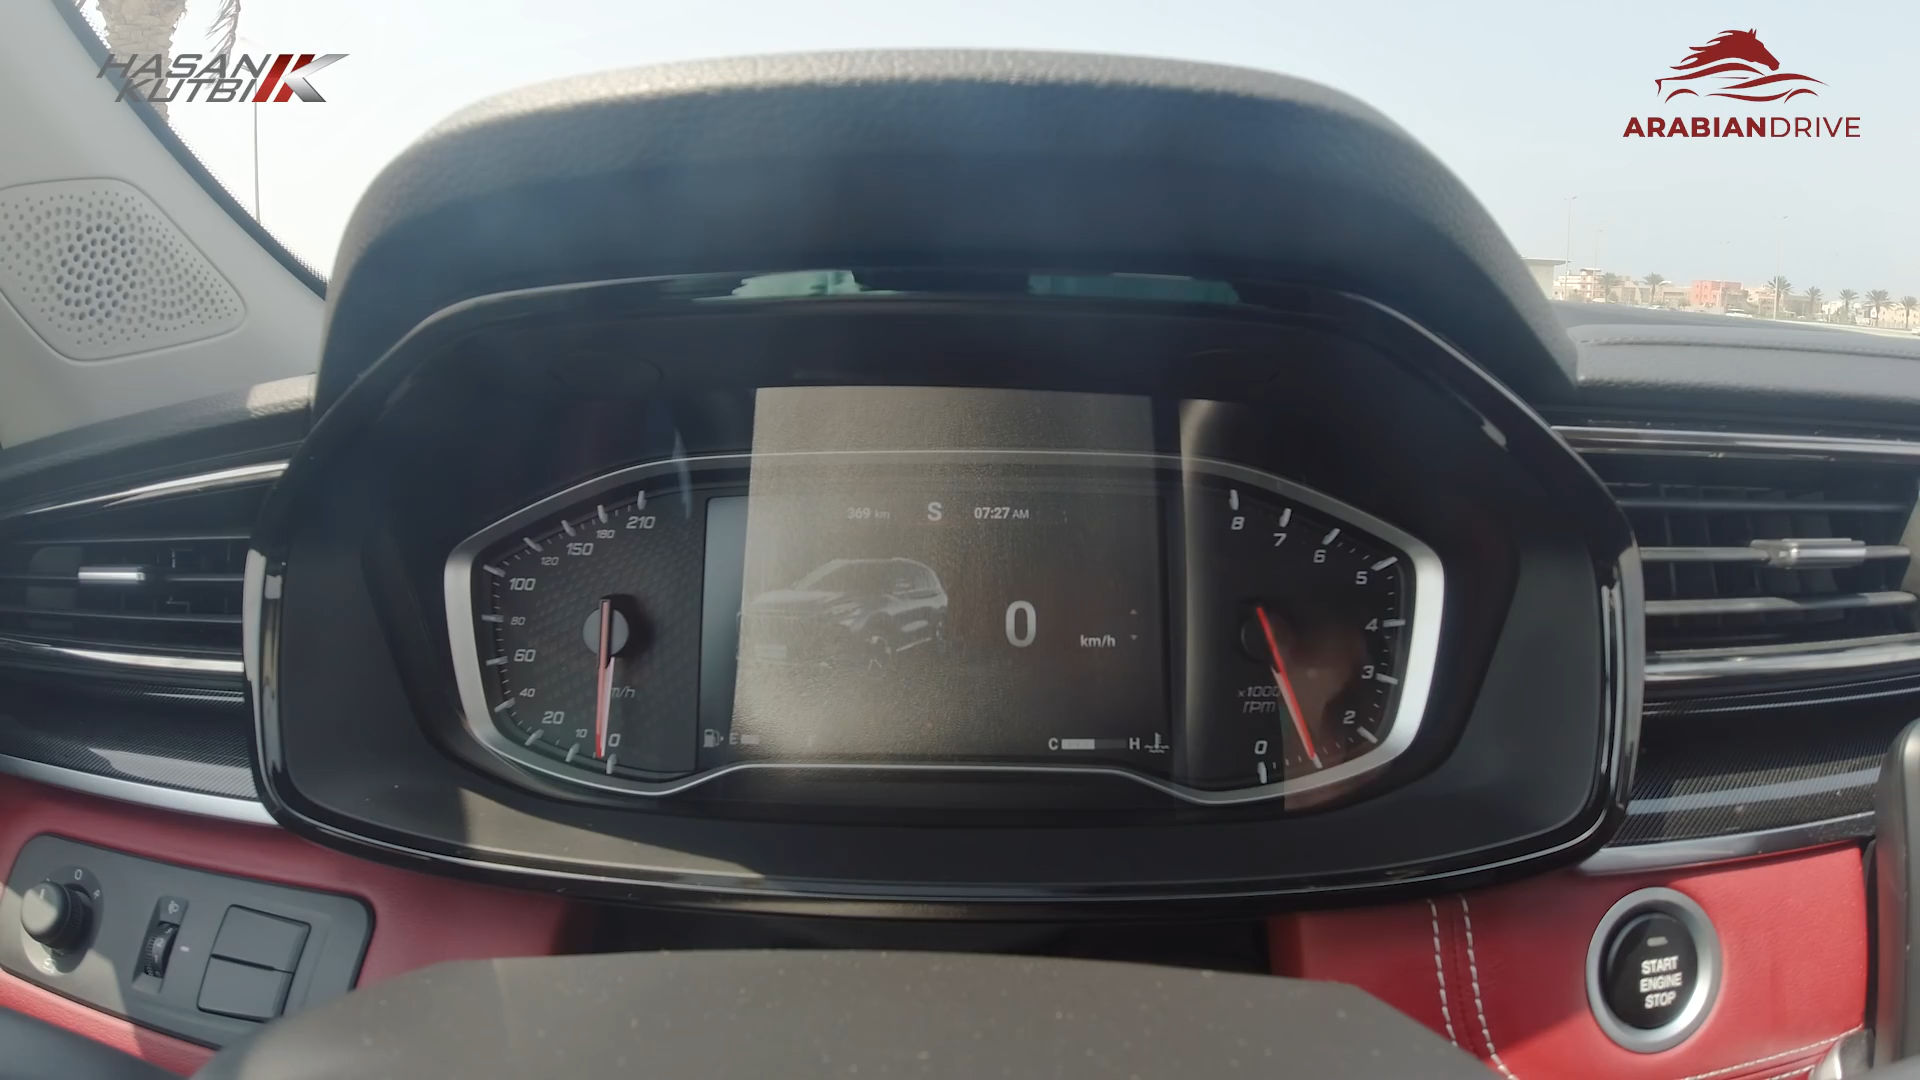 HASAN
KUTBI
ARABIANDRIVE
369 km
S
07:27 AM
210
180
150
120
100
80
60
40
20
10
0
0
km/h
E
C
H
8
7
6
5
4
3
2
0
x1000
rpm
0
START
ENGINE
STOP